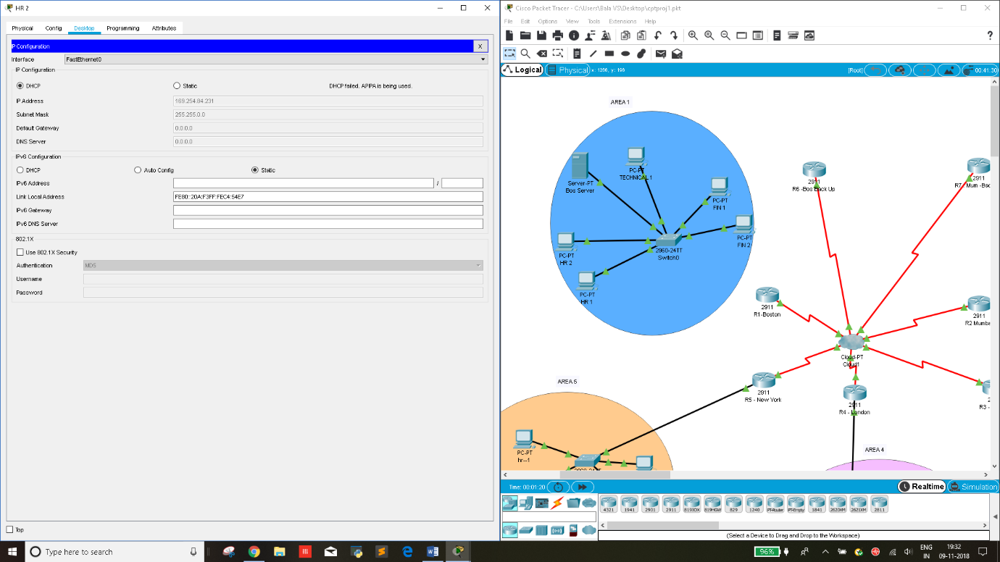 HR 2
Physical Config Desktop Programming Attributes
IP Configuration X
Interface FastEthernet0
IP Configuration
DHCP Static DHCP failed. APIPA is being used.
IP Address 169.254.84.231
Subnet Mask 255.255.0.0
Default Gateway 0.0.0.0
DNS Server 0.0.0.0
IPv6 Configuration
DHCP Auto Config Static
IPv6 Address /
Link Local Address FE80::20A:F3FF:FEC4:54E7
IPv6 Gateway
IPv6 DNS Server
802.1X
Use 802.1X Security
Authentication MD5
Username
Password
Top
Cisco Packet Tracer - C:\Users\Bala VS\Desktop\cptproj1.pkt
File Edit Options View Tools Extensions Help
Logical Physical x: 1266, y: 196 [Root] 00:41:30
AREA 1
Server-PT
Bos Server
PC-PT
TECHNICAL 1
PC-PT
FIN 1
PC-PT
FIN 2
2960-24TT
Switch0
PC-PT
HR 2
PC-PT
HR 1
2911
R6 -Bos Back Up
2911
2911
R1-Boston
2911
R2 Mumba
Cloud-PT
Cloud1
2911
R5 - New York
2911
R4 - London
R3 -
AREA 5
PC-PT
hr--1
AREA 4
Time: 00:01:20 Realtime Simulation
4321 1941 2901 2911 819IOX 819HGW 829 1240 PT-Router PT-Empty 1841 2620XM 2621XM 2811
(Select a Device to Drag and Drop to the Workspace)
Type here to search
96%
ENG
IN
19:32
09-11-2018